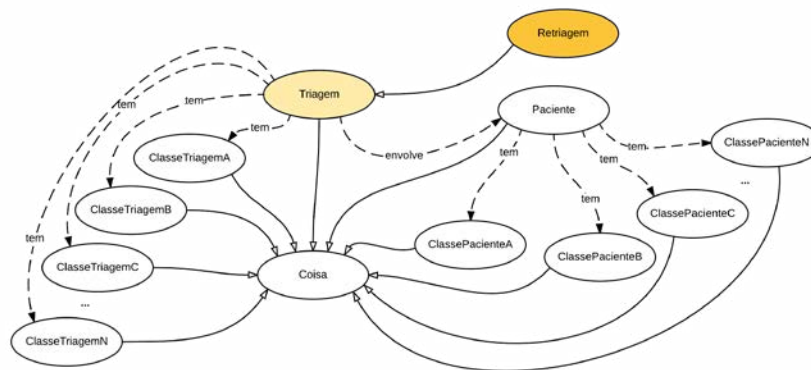 Retriagem
Triagem
Paciente
tem
tem
tem
envolve
tem
tem
tem
ClassePacienteN
ClasseTriagemA
...
ClasseTriagemB
ClassePacienteC
tem
tem
ClassePacienteA
ClassePacienteB
ClasseTriagemC
Coisa
...
ClasseTriagemN